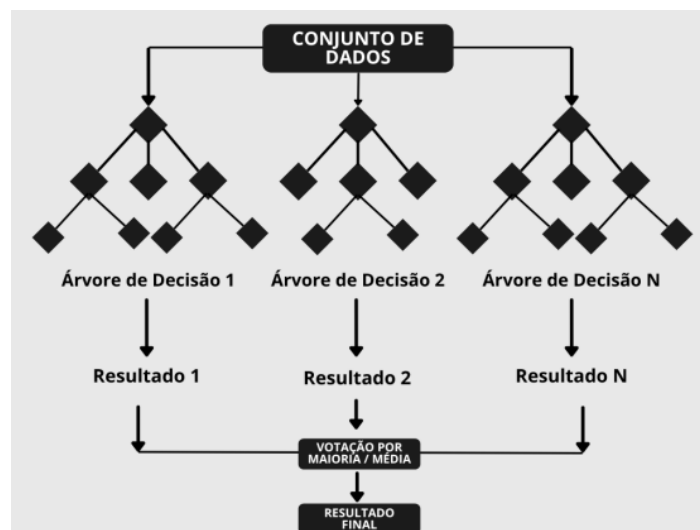 CONJUNTO DE
DADOS
Árvore de Decisão 1
Árvore de Decisão 2
Árvore de Decisão N
Resultado 1
Resultado 2
Resultado N
VOTAÇÃO POR
MAIORIA / MÉDIA
RESULTADO
FINAL